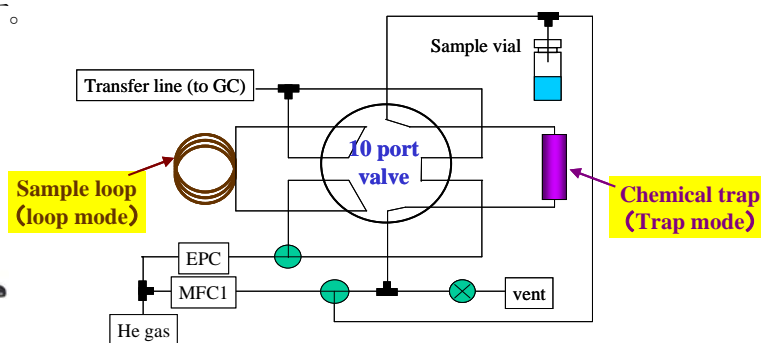 す。
Sample vial
Transfer line (to GC)
10 port
valve
Sample loop
(loop mode)
Chemical trap
(Trap mode)
EPC
MFC1
vent
He gas